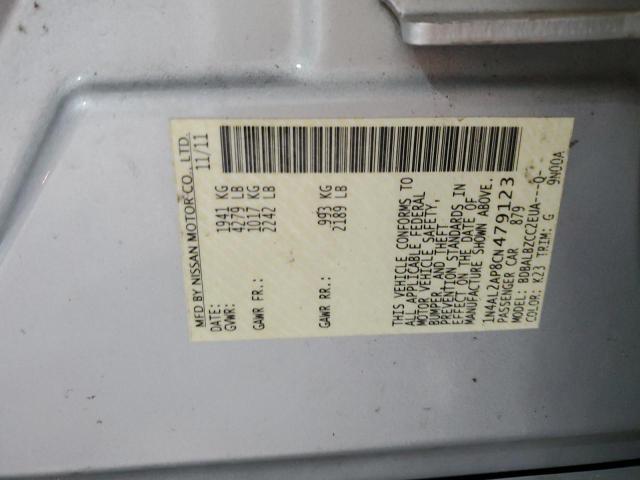 MFD BY NISSAN MOTOR CO., LTD.
11/11
DATE:
GVWR: 1941 KG
4279 LB
GAWR FR.: 1017 KG
2242 LB
GAWR RR.: 993 KG
2189 LB
THIS VEHICLE CONFORMS TO
ALL APPLICABLE FEDERAL
MOTOR VEHICLE SAFETY,
BUMPER, AND THEFT
PREVENTION STANDARDS IN
EFFECT ON THE DATE OF
MANUFACTURE SHOWN ABOVE.
1N4AL2AP8CN479123
PASSENGER CAR 879
MODEL: BDBALBZCC2EUA---Q-
COLOR: K23 TRIM: G 9N00A